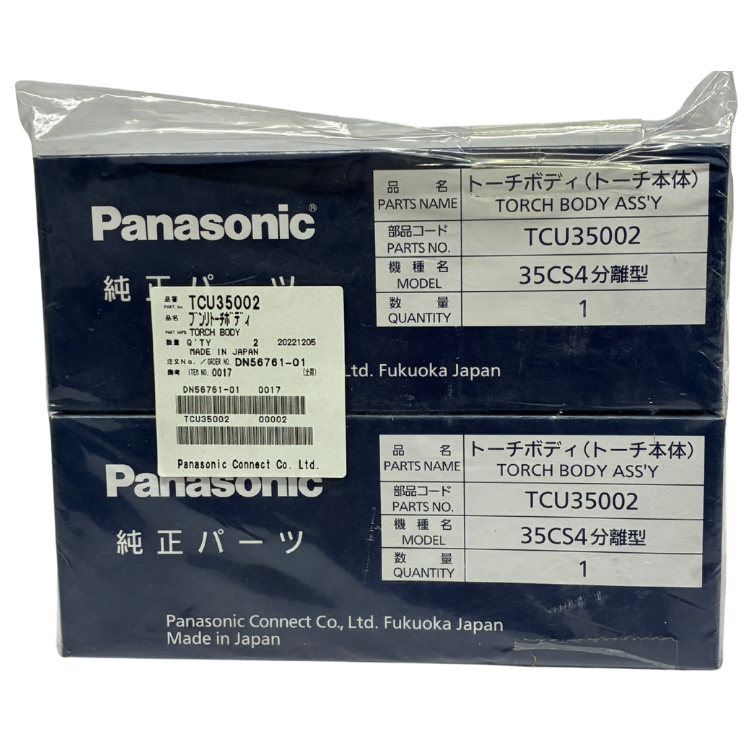 Panasonic®
純正パーツ
品 名 トーチボディ(トーチ本体)
PARTS NAME TORCH BODY ASS'Y
部品コード
PARTS NO. TCU35002
機 種 名
MODEL 35CS4分離型
数 量
QUANTITY 1
Ltd. Fukuoka Japan
品番 TCU35002
PART No.
品名 ブンリトーチボディ
PART NAME TORCH BODY
数量 Q'TY 2 20221205
MADE IN JAPAN
注文No./ORDER NO. DN56761-01
備考 ITEM NO. 0017
DN56761-01 0017
TCU35002 00002
Panasonic Connect Co. Ltd.
Panasonic
純正パーツ
品 名 トーチボディ(トーチ本体)
PARTS NAME TORCH BODY ASS'Y
部品コード
PARTS NO. TCU35002
機 種 名
MODEL 35CS4分離型
数 量
QUANTITY 1
Panasonic Connect Co., Ltd. Fukuoka Japan
Made in Japan